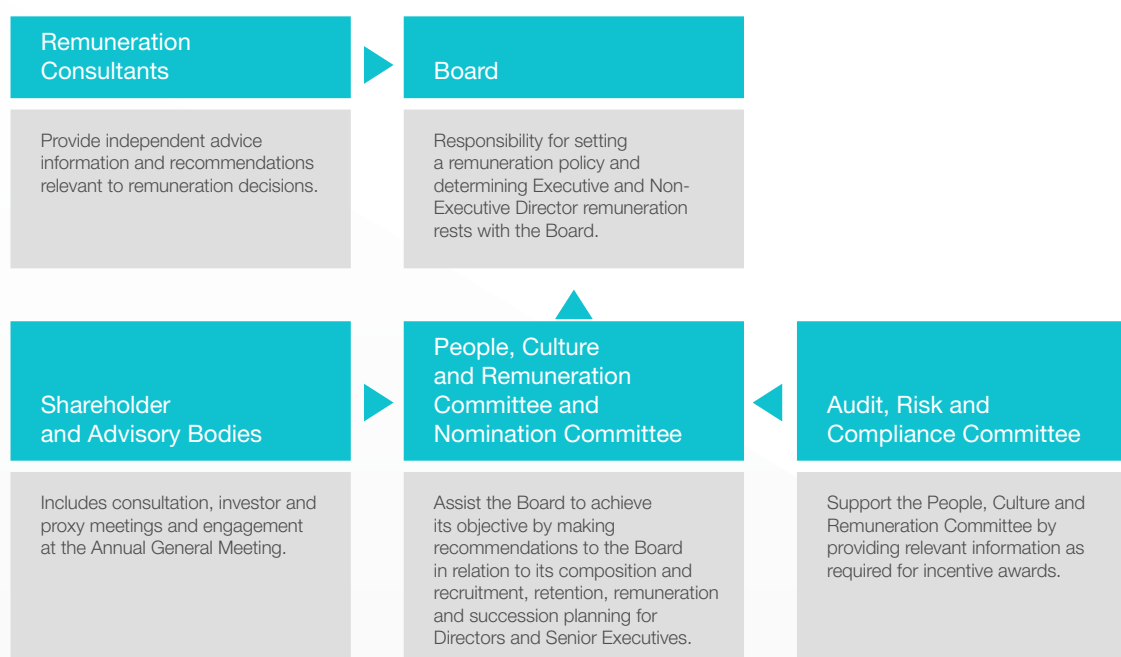 Remuneration
Consultants
Provide independent advice
information and recommendations
relevant to remuneration decisions.
Board
Responsibility for setting
a remuneration policy and
determining Executive and Non-
Executive Director remuneration
rests with the Board.
Shareholder
and Advisory Bodies
Includes consultation, investor and
proxy meetings and engagement
at the Annual General Meeting.
People, Culture
and Remuneration
Committee and
Nomination Committee
Assist the Board to achieve
its objective by making
recommendations to the Board
in relation to its composition and
recruitment, retention, remuneration
and succession planning for
Directors and Senior Executives.
Audit, Risk and
Compliance Committee
Support the People, Culture and
Remuneration Committee by
providing relevant information as
required for incentive awards.